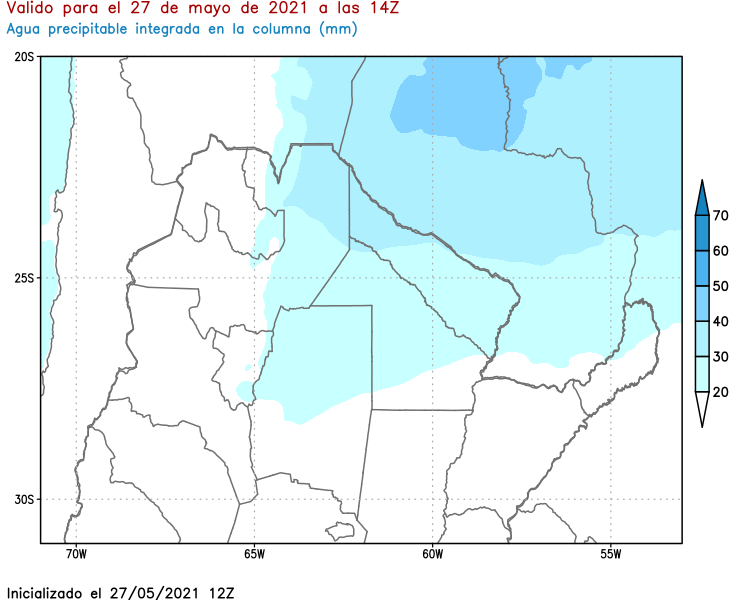 Valido para el 27 de mayo de 2021 a las 14Z
Agua precipitable integrada en la columna (mm)
20S
25S
30S
70W
65W
60W
55W
70
60
50
40
30
20
Inicializado el 27/05/2021 12Z